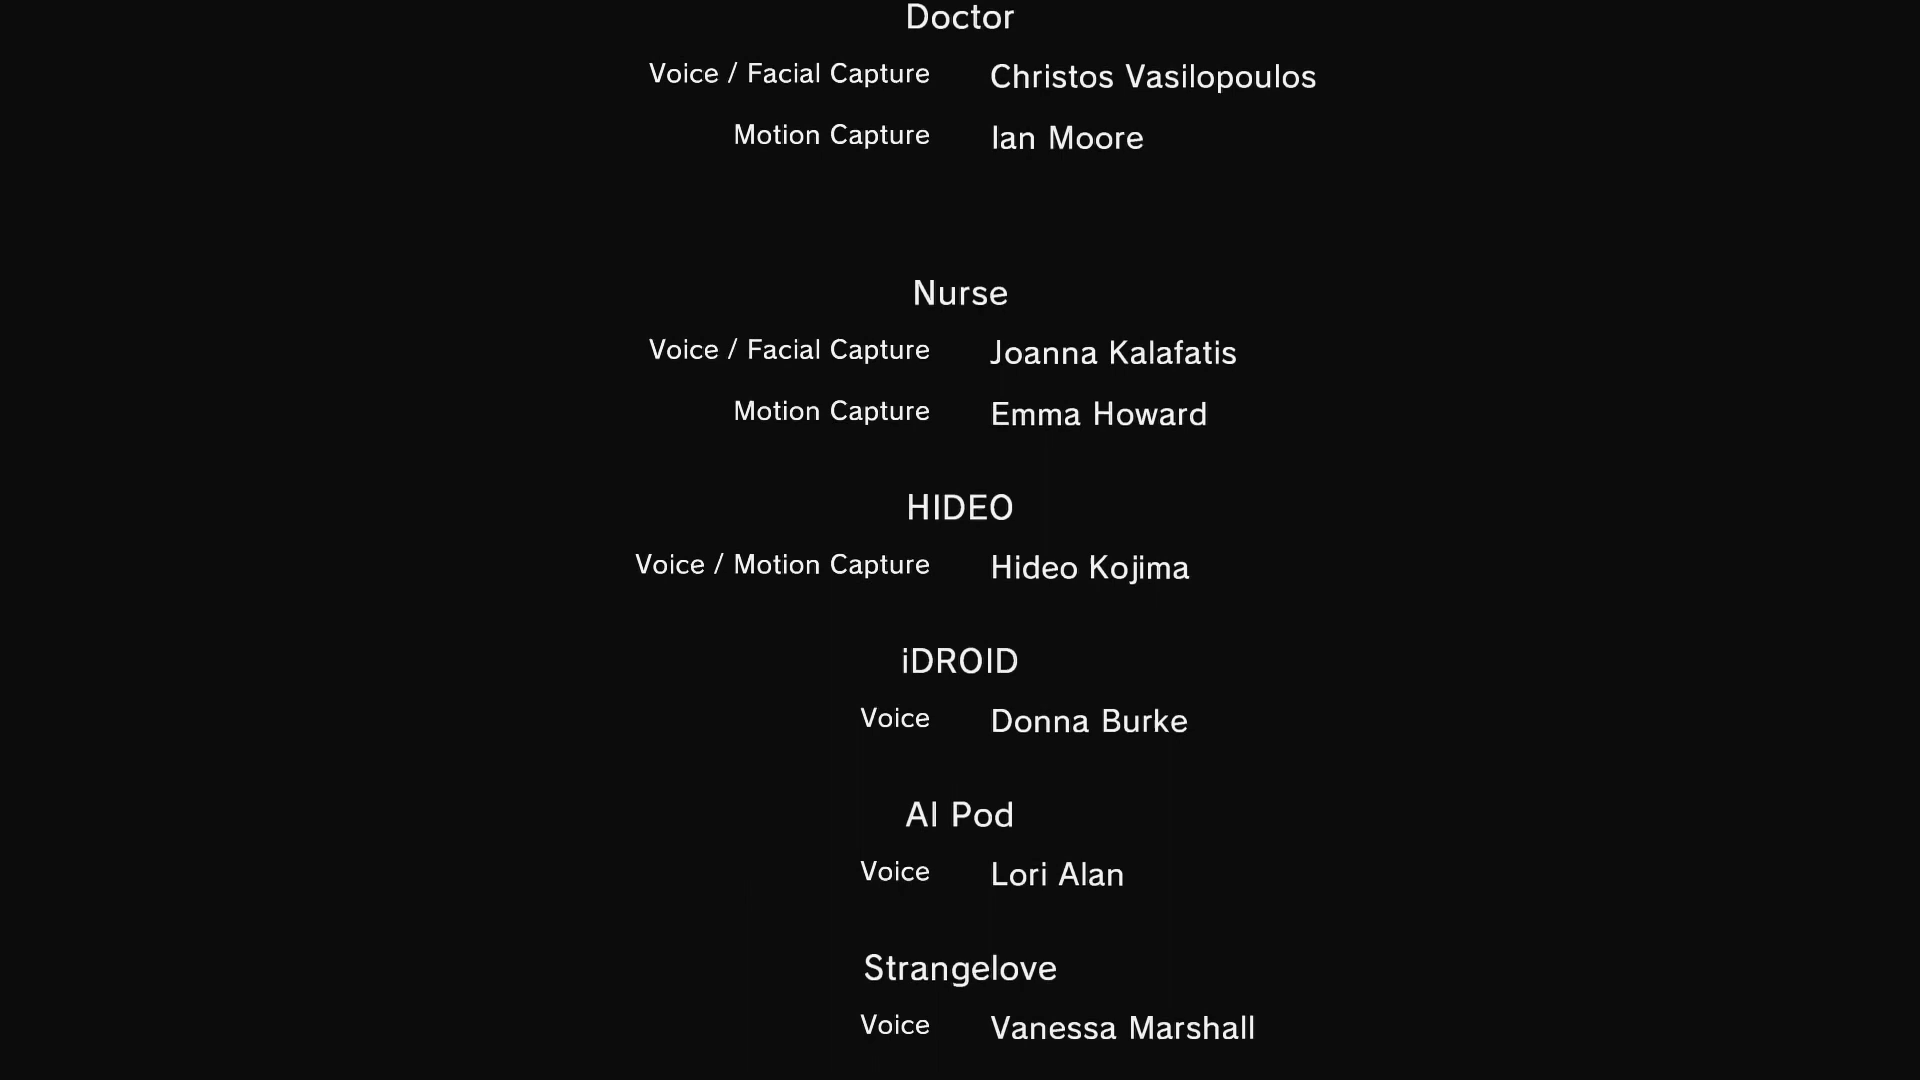 Doctor
Voice / Facial Capture Christos Vasilopoulos
Motion Capture Ian Moore
Nurse
Voice / Facial Capture Joanna Kalafatis
Motion Capture Emma Howard
HIDEO
Voice / Motion Capture Hideo Kojima
iDROID
Voice Donna Burke
AI Pod
Voice Lori Alan
Strangelove
Voice Vanessa Marshall